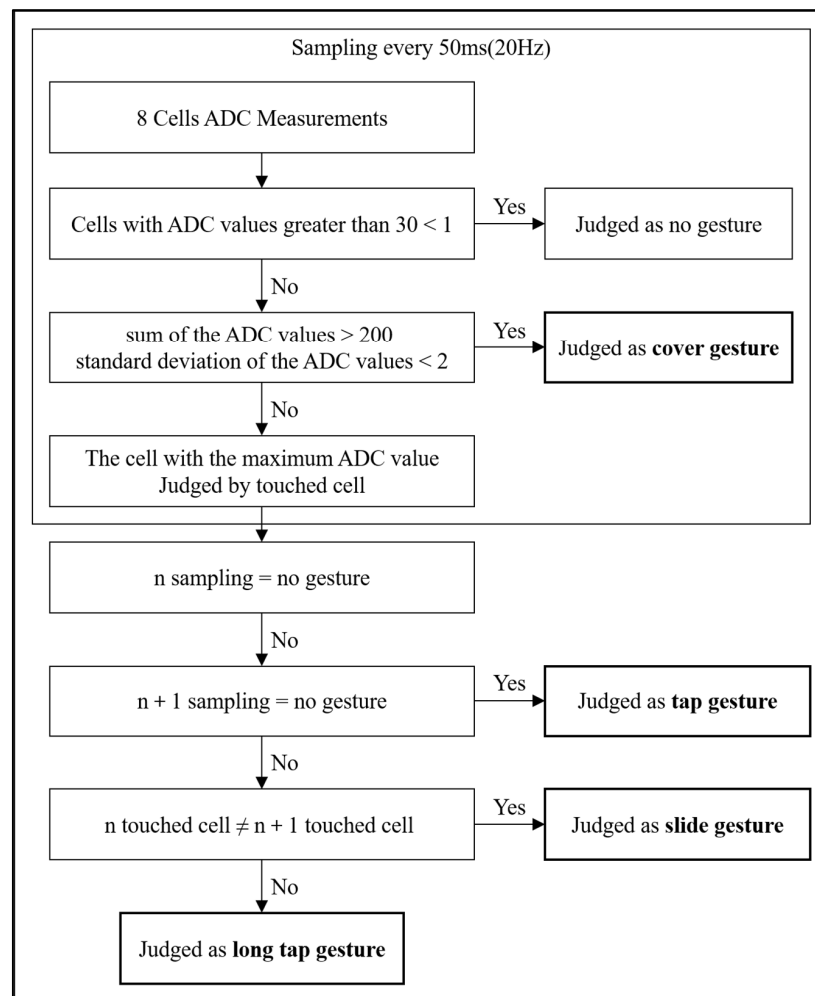 Sampling every 50ms(20Hz)
8 Cells ADC Measurements
Cells with ADC values greater than 30 < 1
Yes
Judged as no gesture
No
sum of the ADC values > 200
standard deviation of the ADC values < 2
Yes
Judged as cover gesture
No
The cell with the maximum ADC value
Judged by touched cell
n sampling = no gesture
No
n + 1 sampling = no gesture
Yes
Judged as tap gesture
No
n touched cell ≠ n + 1 touched cell
Yes
Judged as slide gesture
No
Judged as long tap gesture